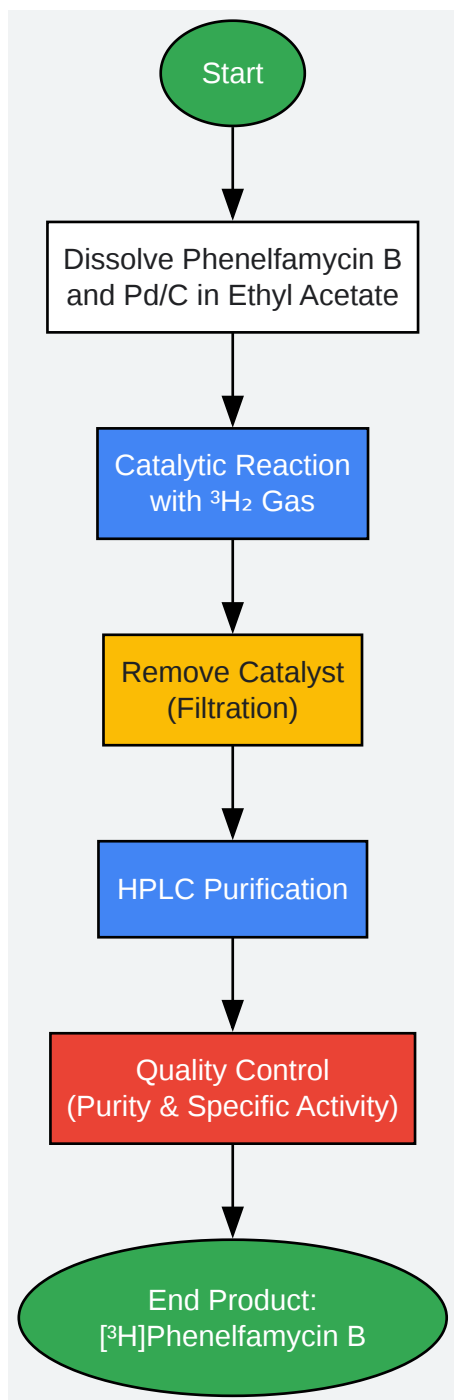 Start
Dissolve Phenelfamycin B
and Pd/C in Ethyl Acetate
Catalytic Reaction
with ³H₂ Gas
Remove Catalyst
(Filtration)
HPLC Purification
Quality Control
(Purity & Specific Activity)
End Product:
[³H]Phenelfamycin B